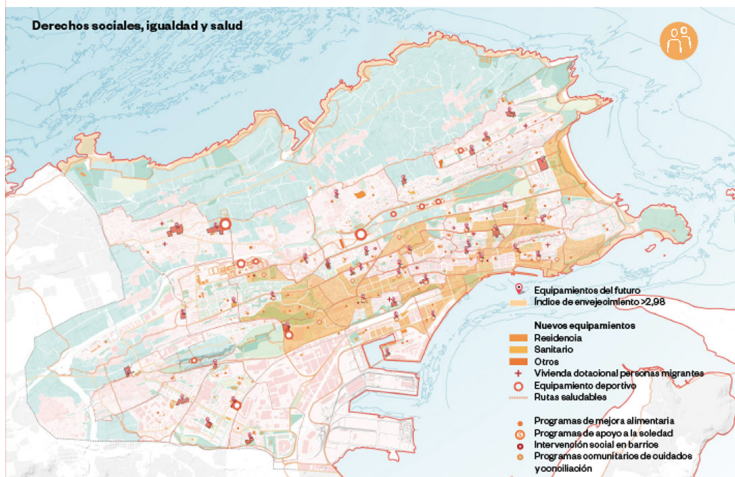 Derechos sociales, igualdad y salud
Equipamientos del futuro
Índice de envejecimiento >2,98
Nuevos equipamientos
Residencia
Sanitario
Otros
Vivienda dotacional personas migrantes
Equipamiento deportivo
Rutas saludables
Programas de mejora alimentaria
Programas de apoyo a la soledad
Intervención social en barrios
Programas comunitarios de cuidados
y conciliación